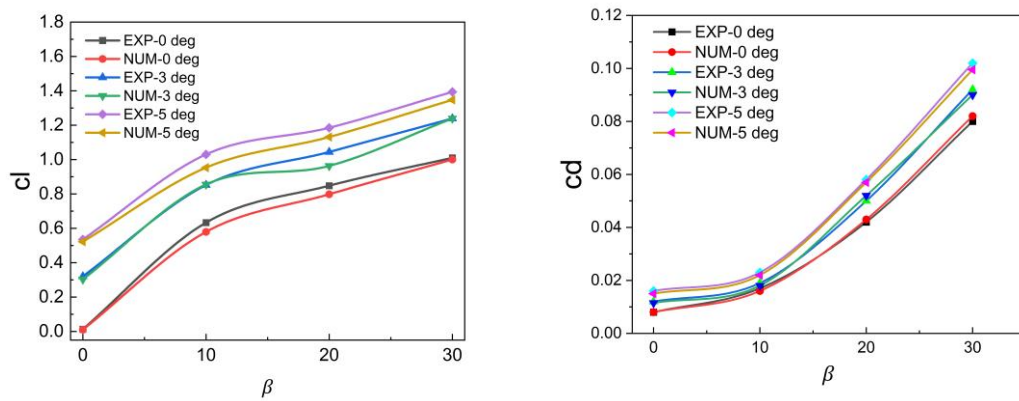 1.8
1.6
1.4
1.2
1.0
0.8
0.6
0.4
0.2
0.0
cl
EXP-0 deg
NUM-0 deg
EXP-3 deg
NUM-3 deg
EXP-5 deg
NUM-5 deg
0 10 20 30
β
0.12
0.10
0.08
0.06
0.04
0.02
0.00
cd
EXP-0 deg
NUM-0 deg
EXP-3 deg
NUM-3 deg
EXP-5 deg
NUM-5 deg
0 10 20 30
β